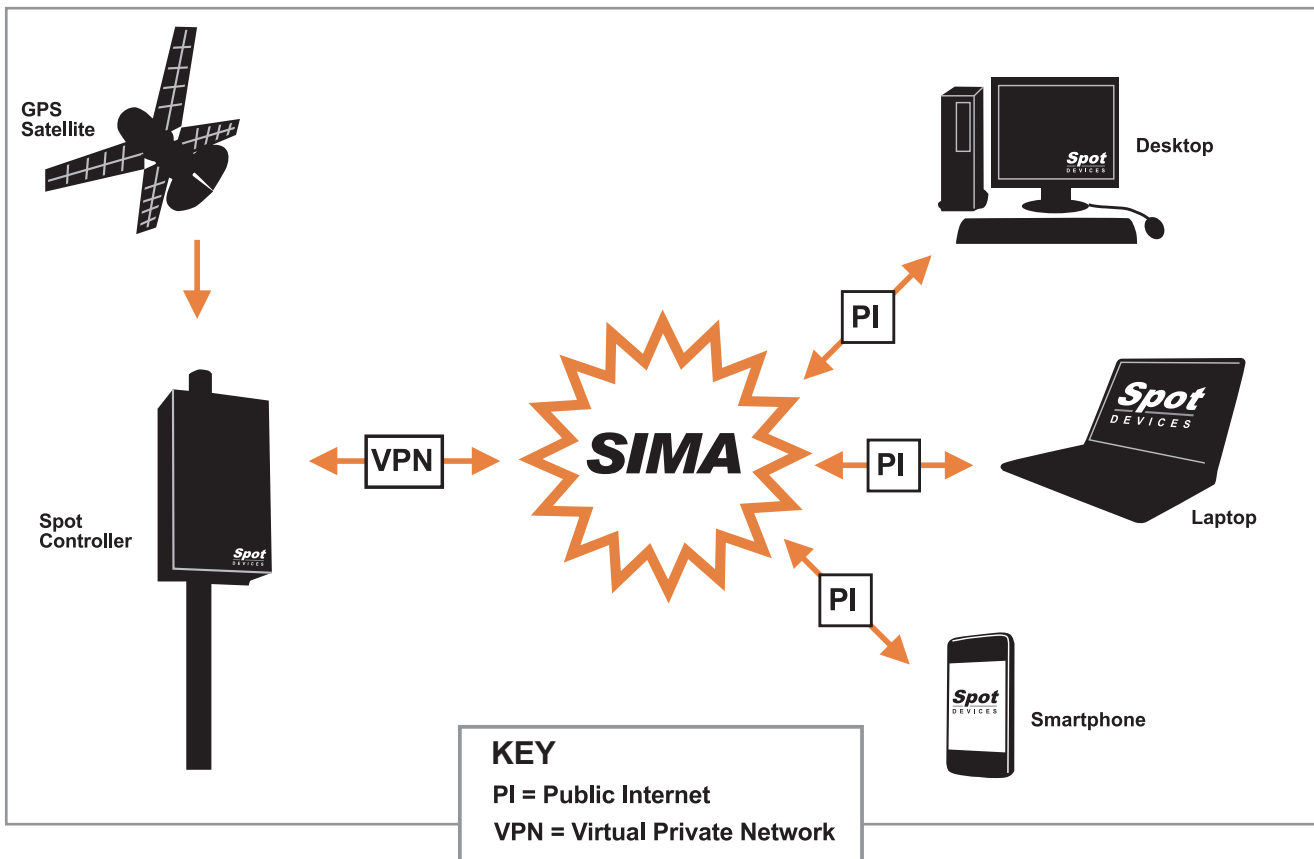 GPS
Satellite
Spot
DEVICES
Desktop
PI
SIMA
VPN
PI
Spot
DEVICES
Laptop
Spot
Controller
Spot
DEVICES
PI
Spot
DEVICES
Smartphone
KEY
PI = Public Internet
VPN = Virtual Private Network